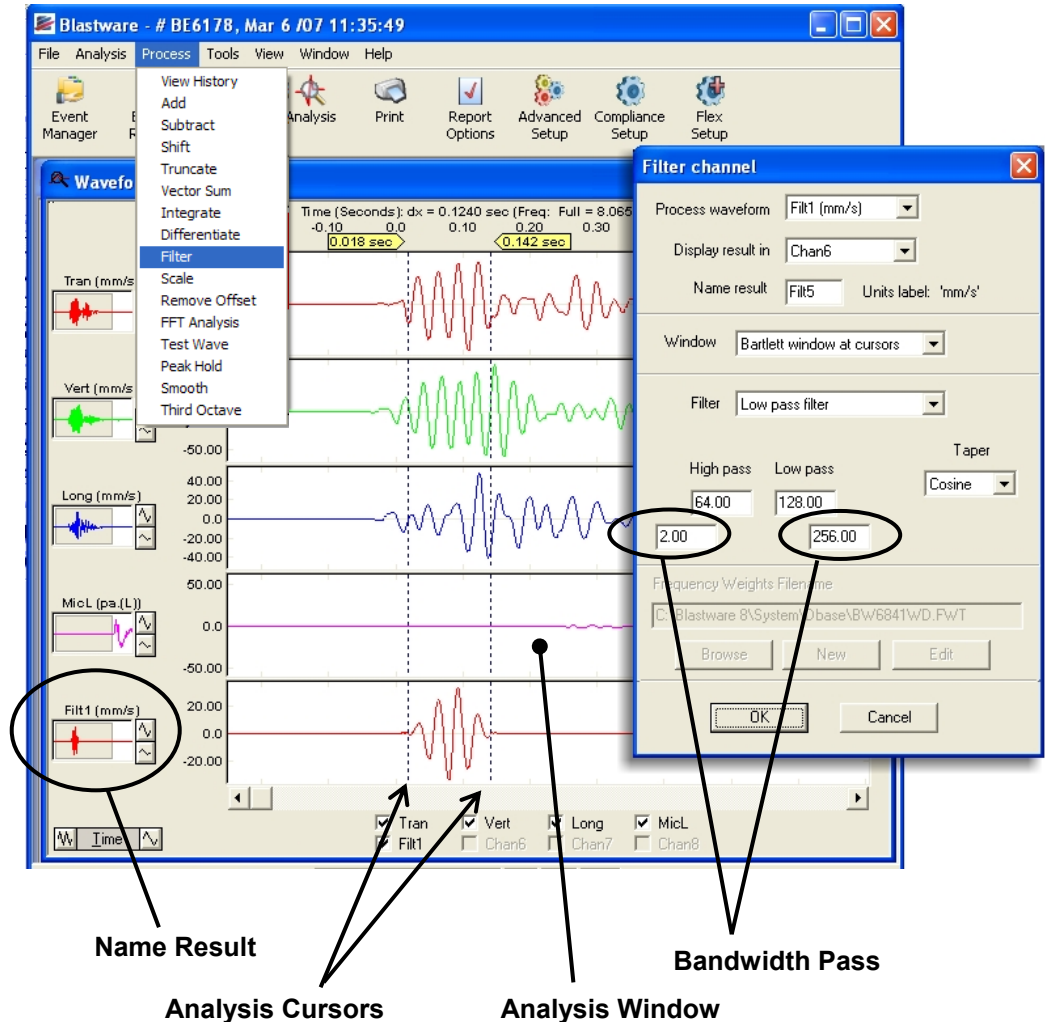 Blastware - # BE6178, Mar 6 /07 11:35:49
File Analysis Process Tools View Window Help
View History
Add
Subtract
Shift
Truncate
Vector Sum
Integrate
Differentiate
Filter
Scale
Remove Offset
FFT Analysis
Test Wave
Peak Hold
Smooth
Third Octave
Event Manager
Analysis
Print
Report Options
Advanced Setup
Compliance Setup
Flex Setup
Wavefo
Time (Seconds): dx = 0.1240 sec (Freq: Full = 8.065
-0.10 0.0 0.10 0.20 0.30
0.018 sec 0.142 sec
Tran (mm/s
Vert (mm/s
-50.00
Long (mm/s)
40.00
20.00
0.0
-20.00
-40.00
MicL (pa.(L))
50.00
0.0
-50.00
Filt1 (mm/s)
20.00
0.0
-20.00
Time
Tran Vert Long MicL
Filt1 Chan6 Chan7 Chan8
Filter channel
Process waveform Filt1 (mm/s)
Display result in Chan6
Name result Filt5 Units label: 'mm/s'
Window Bartlett window at cursors
Filter Low pass filter
Taper
High pass Low pass
Cosine
64.00 128.00
2.00 256.00
Frequency Weights Filename
C:\Blastware 8\System\Dbase\BW6841WD.FWT
Browse New Edit
OK Cancel
Name Result
Bandwidth Pass
Analysis Cursors
Analysis Window